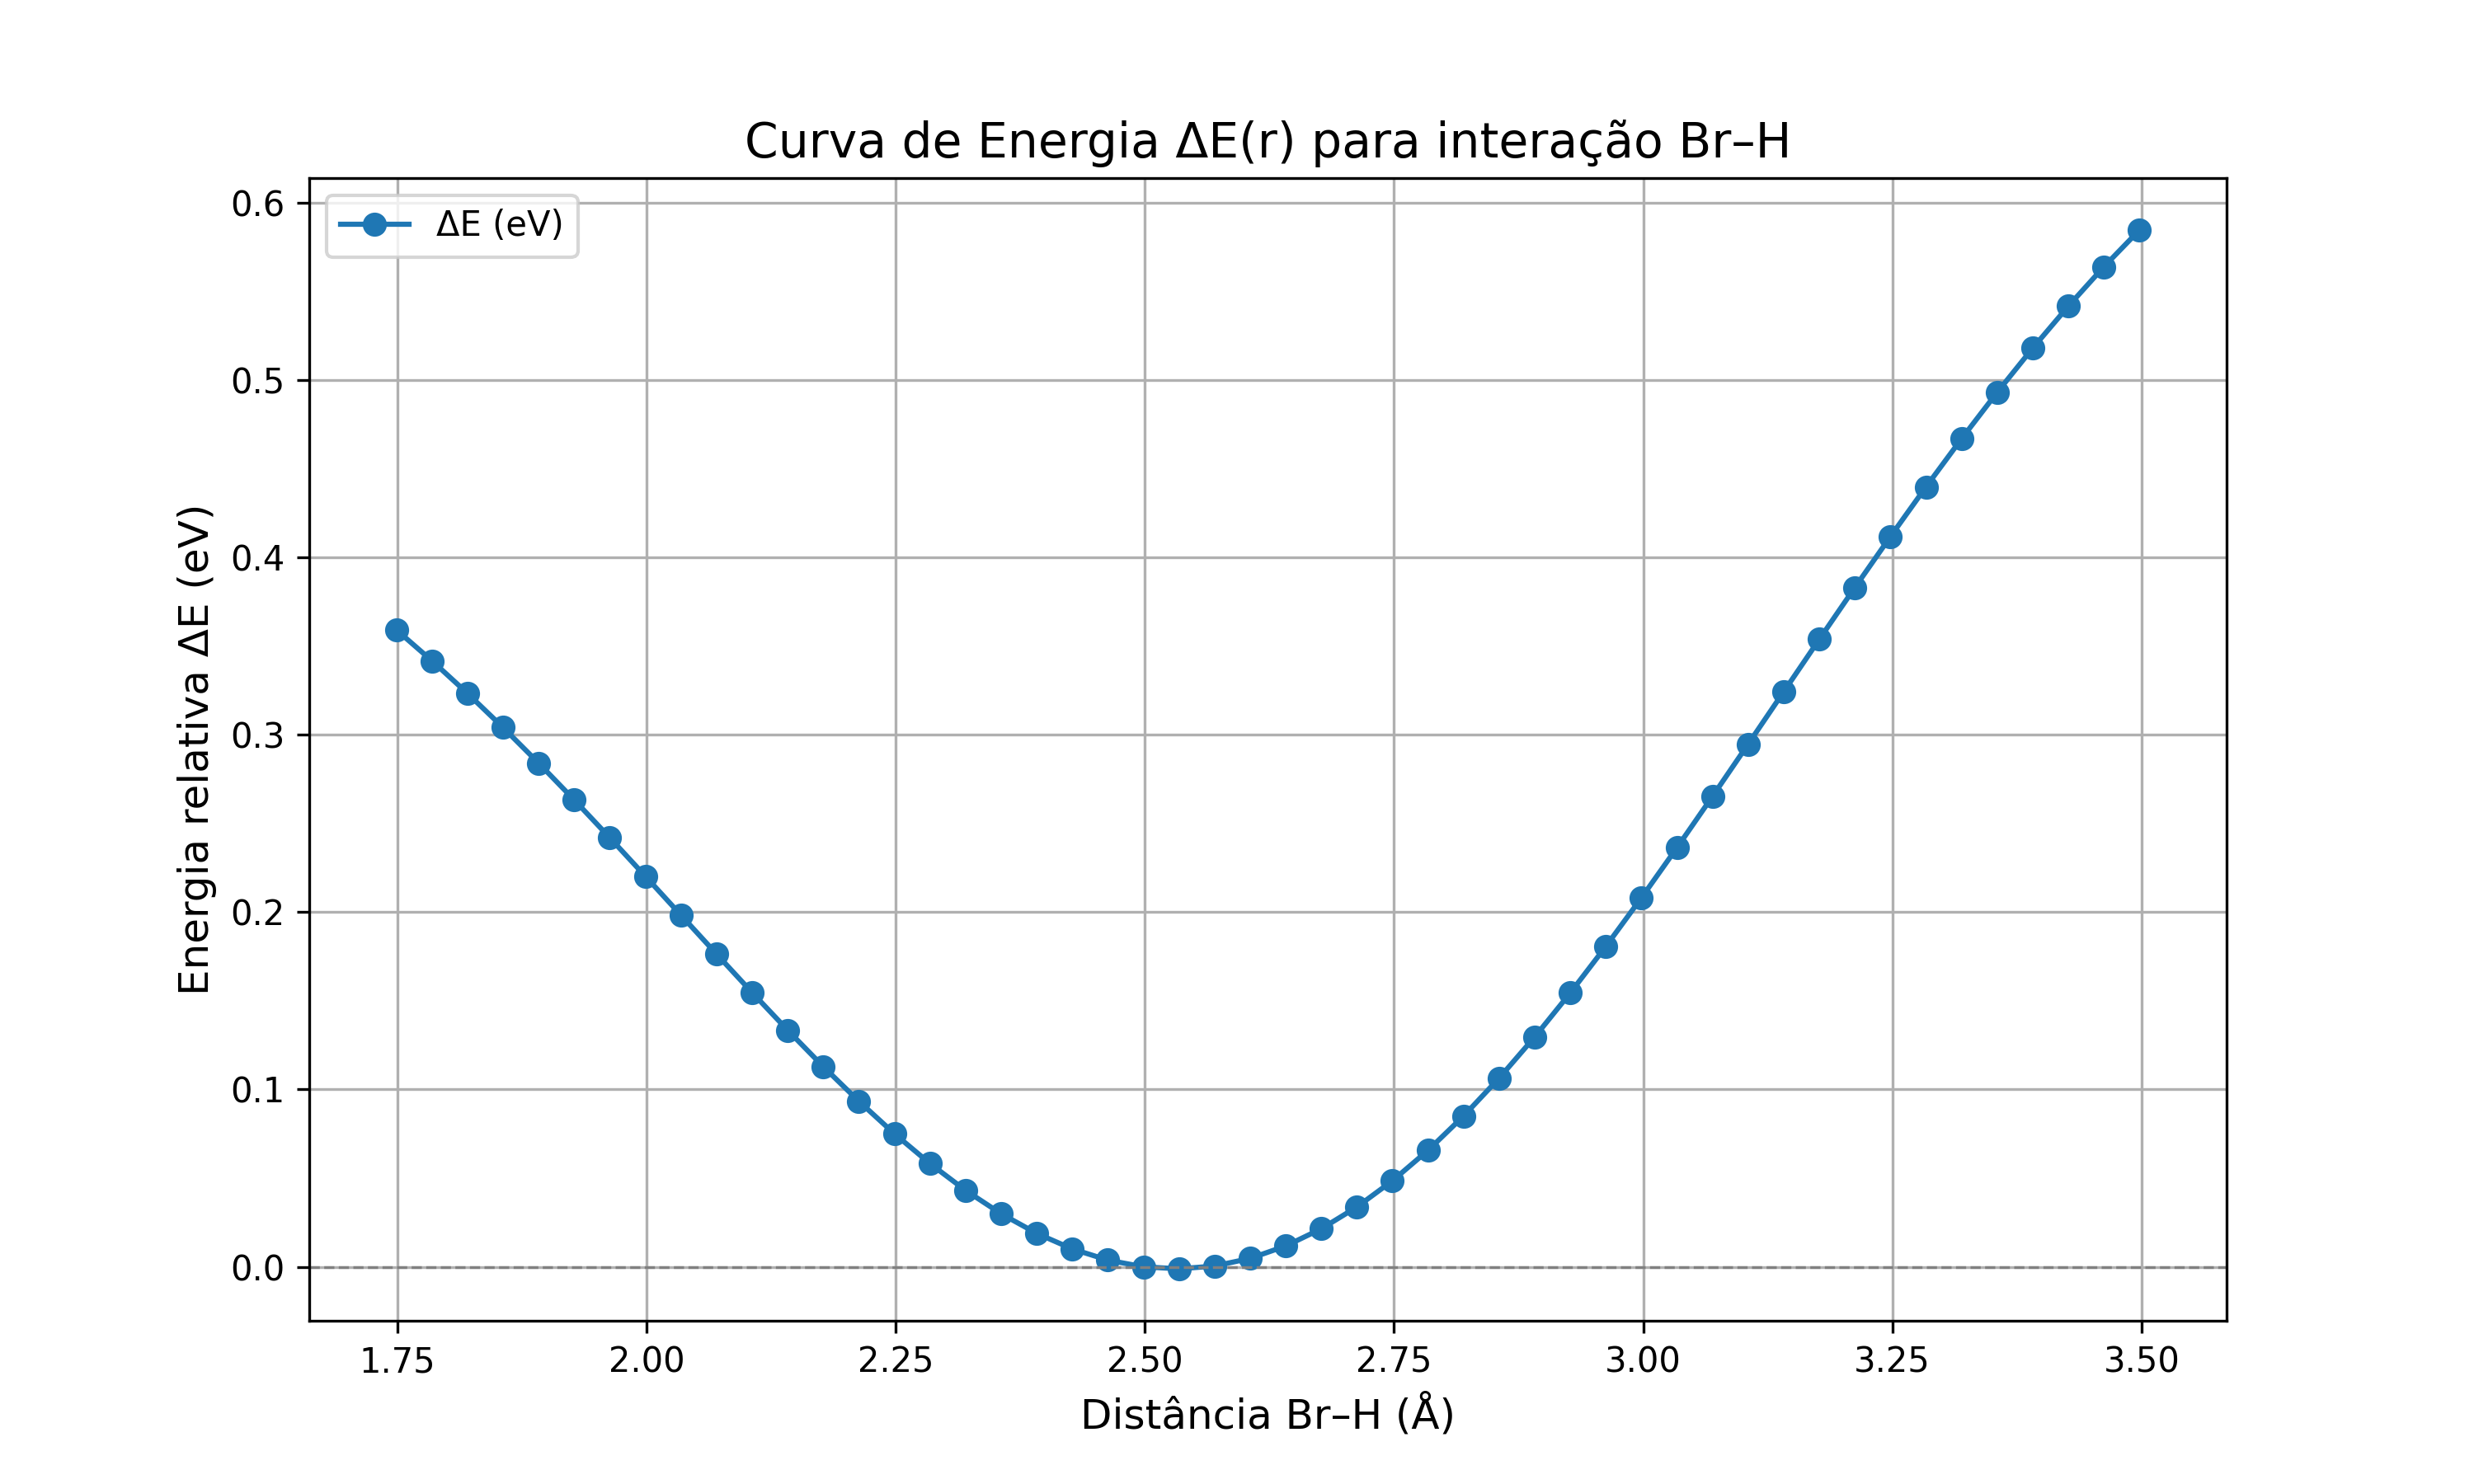 Curva de Energia ΔE(r) para interação Br–H
ΔE (eV)
Energia relativa ΔE (eV)
0.6
0.5
0.4
0.3
0.2
0.1
0.0
1.75 2.00 2.25 2.50 2.75 3.00 3.25 3.50
Distância Br–H (Å)